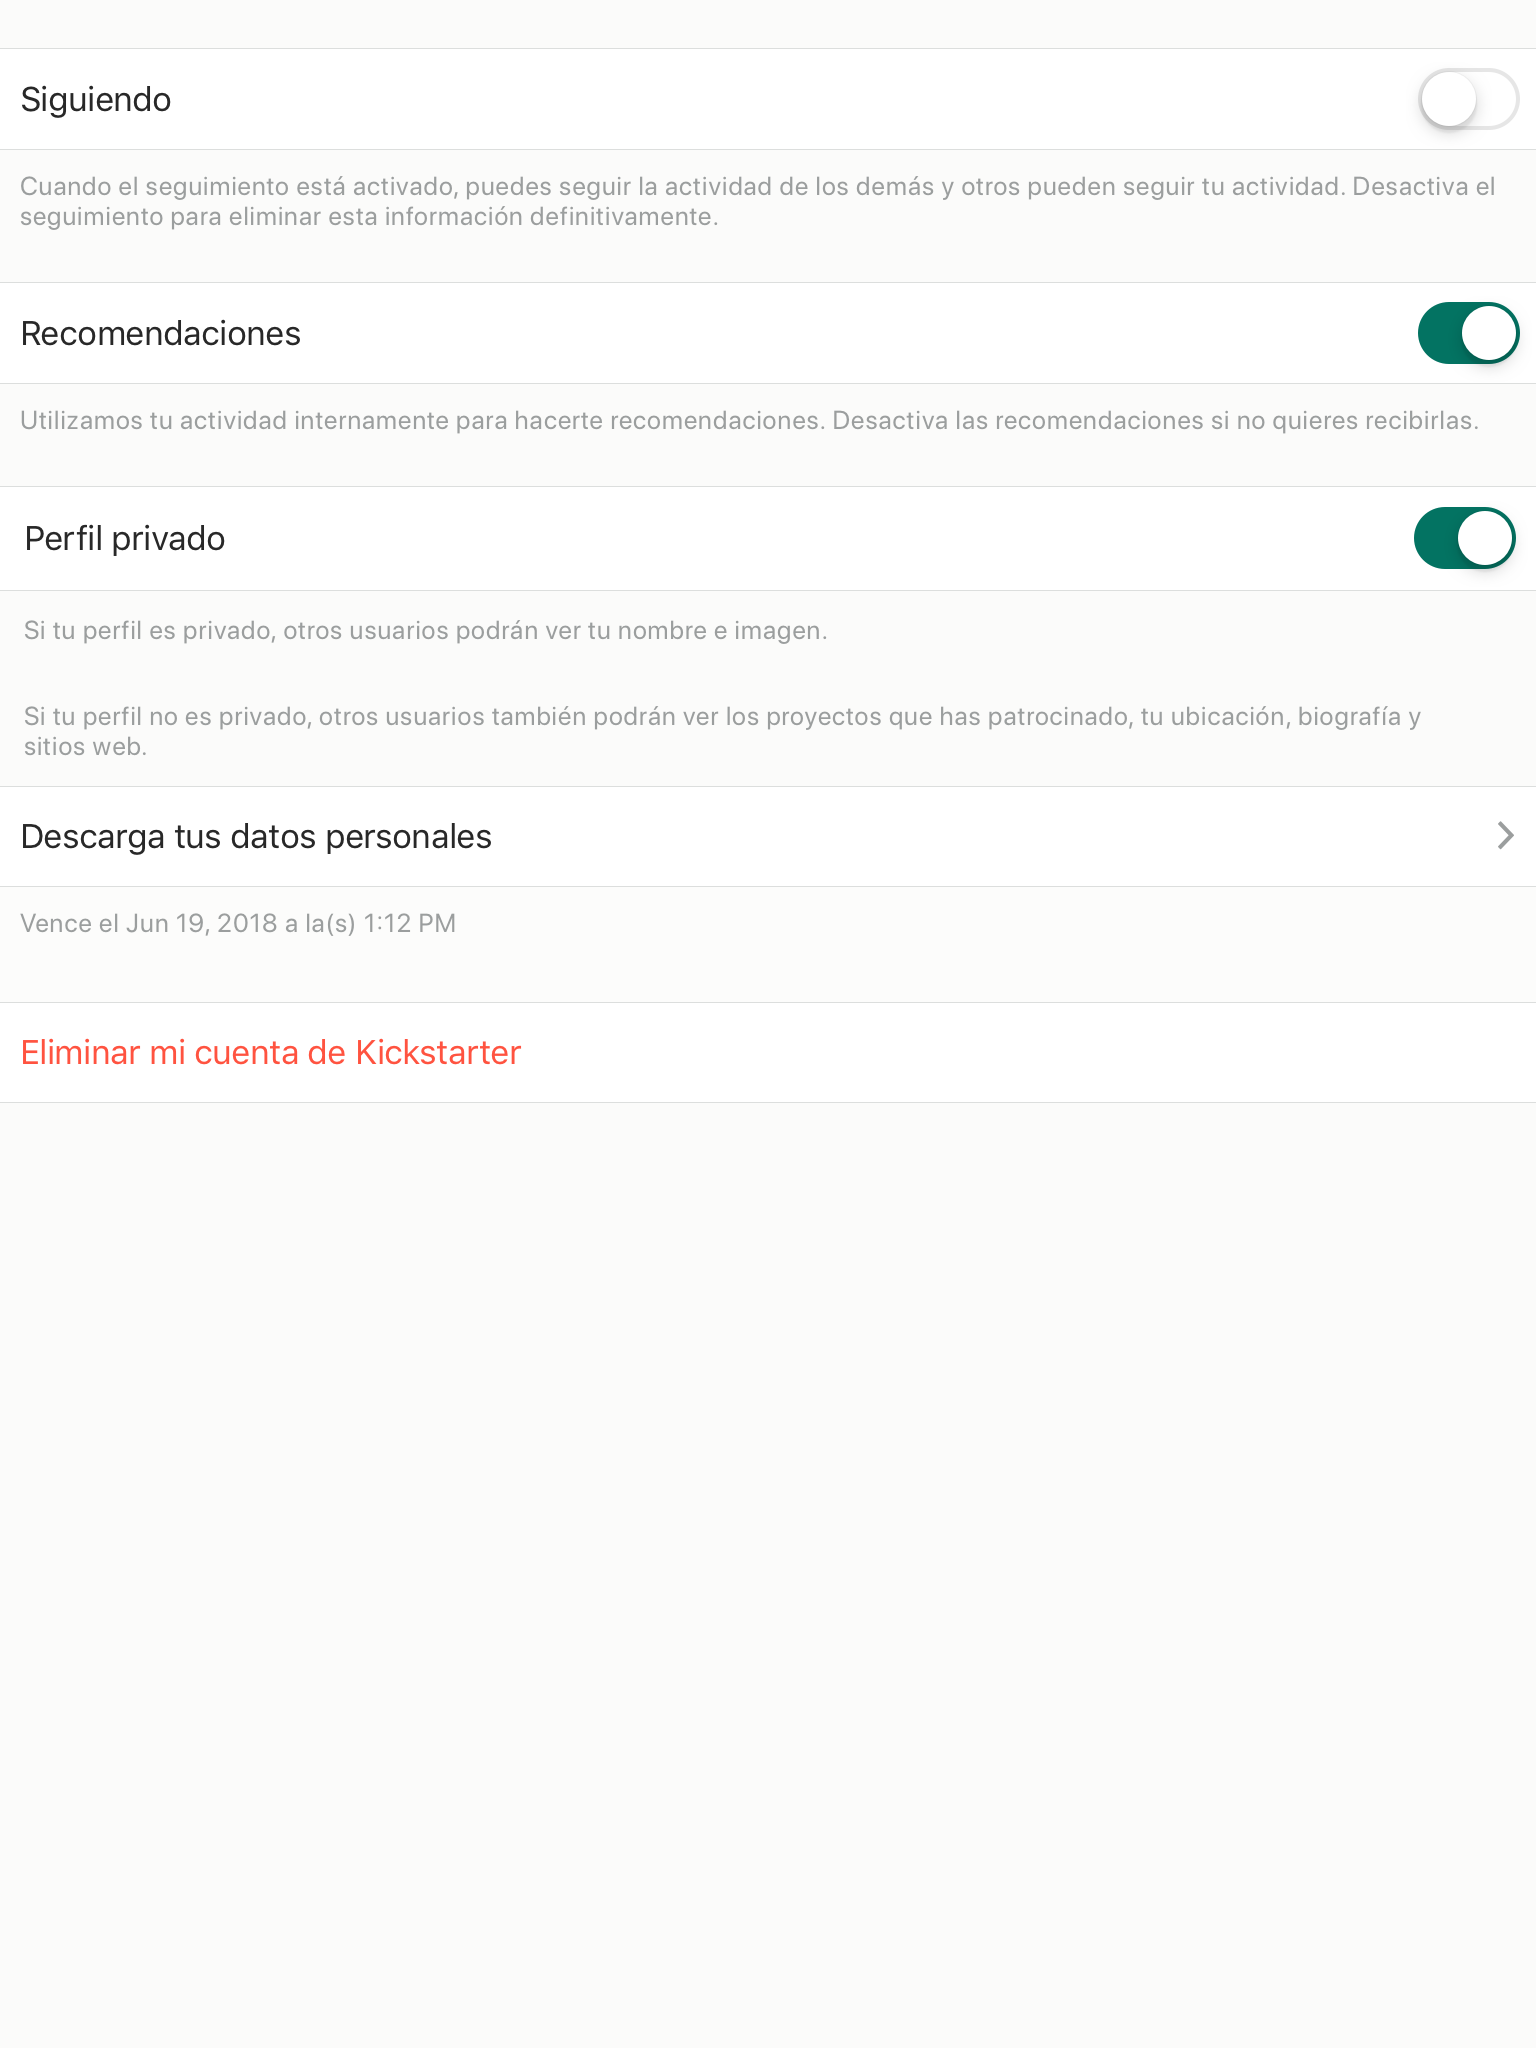 Siguiendo
Cuando el seguimiento está activado, puedes seguir la actividad de los demás y otros pueden seguir tu actividad. Desactiva el
seguimiento para eliminar esta información definitivamente.
Recomendaciones
Utilizamos tu actividad internamente para hacerte recomendaciones. Desactiva las recomendaciones si no quieres recibirlas.
Perfil privado
Si tu perfil es privado, otros usuarios podrán ver tu nombre e imagen.
Si tu perfil no es privado, otros usuarios también podrán ver los proyectos que has patrocinado, tu ubicación, biografía y
sitios web.
Descarga tus datos personales
Vence el Jun 19, 2018 a la(s) 1:12 PM
Eliminar mi cuenta de Kickstarter